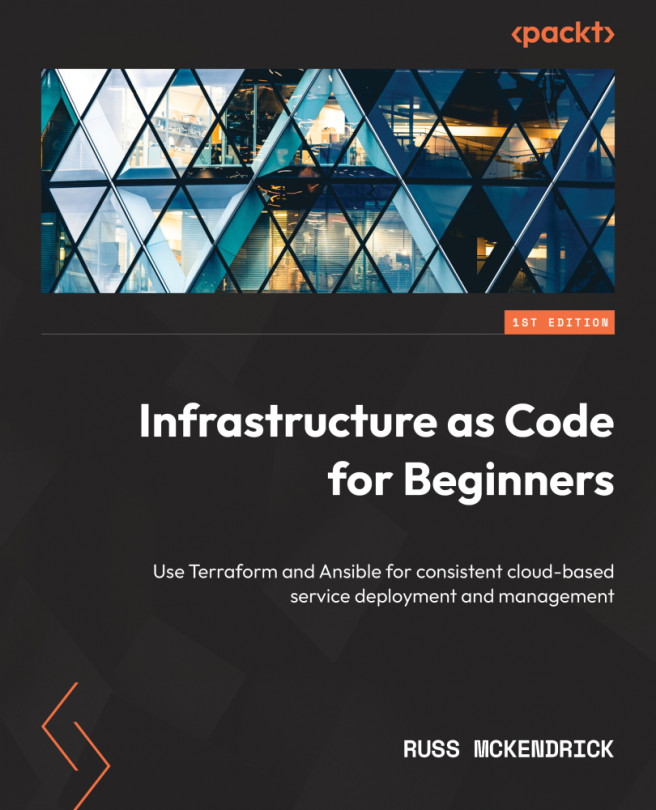 <packt>
1ST EDITION
Infrastructure as Code
for Beginners
Use Terraform and Ansible for consistent cloud-based
service deployment and management
RUSS MCKENDRICK